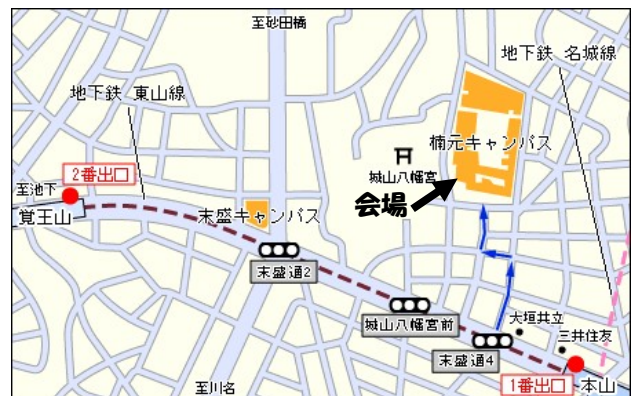 至砂田橋
地下鉄 名城線
地下鉄 東山線
楠元キャンパス
2番出口
城山八幡宮
至池下
会場
覚王山
末盛キャンパス
末盛通2
大垣共立
城山八幡宮前
三井住友
末盛通4
至川名
1番出口
本山